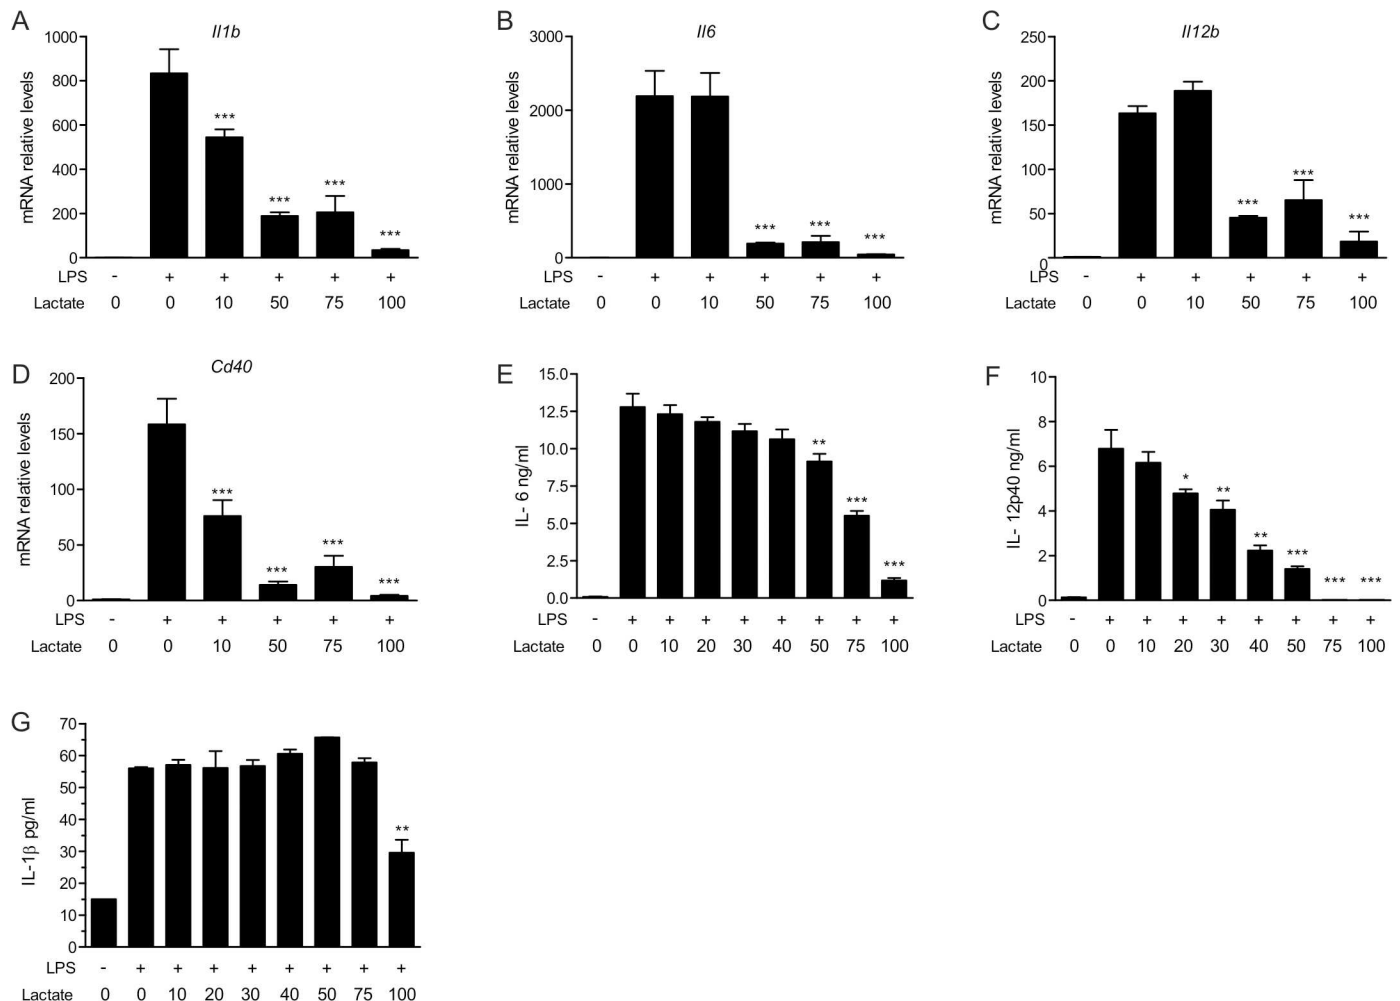 A
Il1b
mRNA relative levels
1000
800
600
400
200
0
***
***
***
***
LPS - + + + + +
Lactate 0 0 10 50 75 100
B
Il6
mRNA relative levels
3000
2000
1000
0
***
***
***
LPS - + + + + +
Lactate 0 0 10 50 75 100
C
Il12b
mRNA relative levels
250
200
150
100
50
0
***
***
***
LPS - + + + + +
Lactate 0 0 10 50 75 100
D
Cd40
mRNA relative levels
200
150
100
50
0
***
***
***
***
LPS - + + + + +
Lactate 0 0 10 50 75 100
E
IL- 6 ng/ml
15.0
12.5
10.0
7.5
5.0
2.5
0.0
**
***
***
LPS - + + + + + + + +
Lactate 0 0 10 20 30 40 50 75 100
F
IL- 12p40 ng/ml
10
8
6
4
2
0
*
**
**
***
***
***
LPS - + + + + + + + +
Lactate 0 0 10 20 30 40 50 75 100
G
IL-1β pg/ml
70
60
50
40
30
20
10
0
**
LPS - + + + + + + + +
Lactate 0 0 10 20 30 40 50 75 100